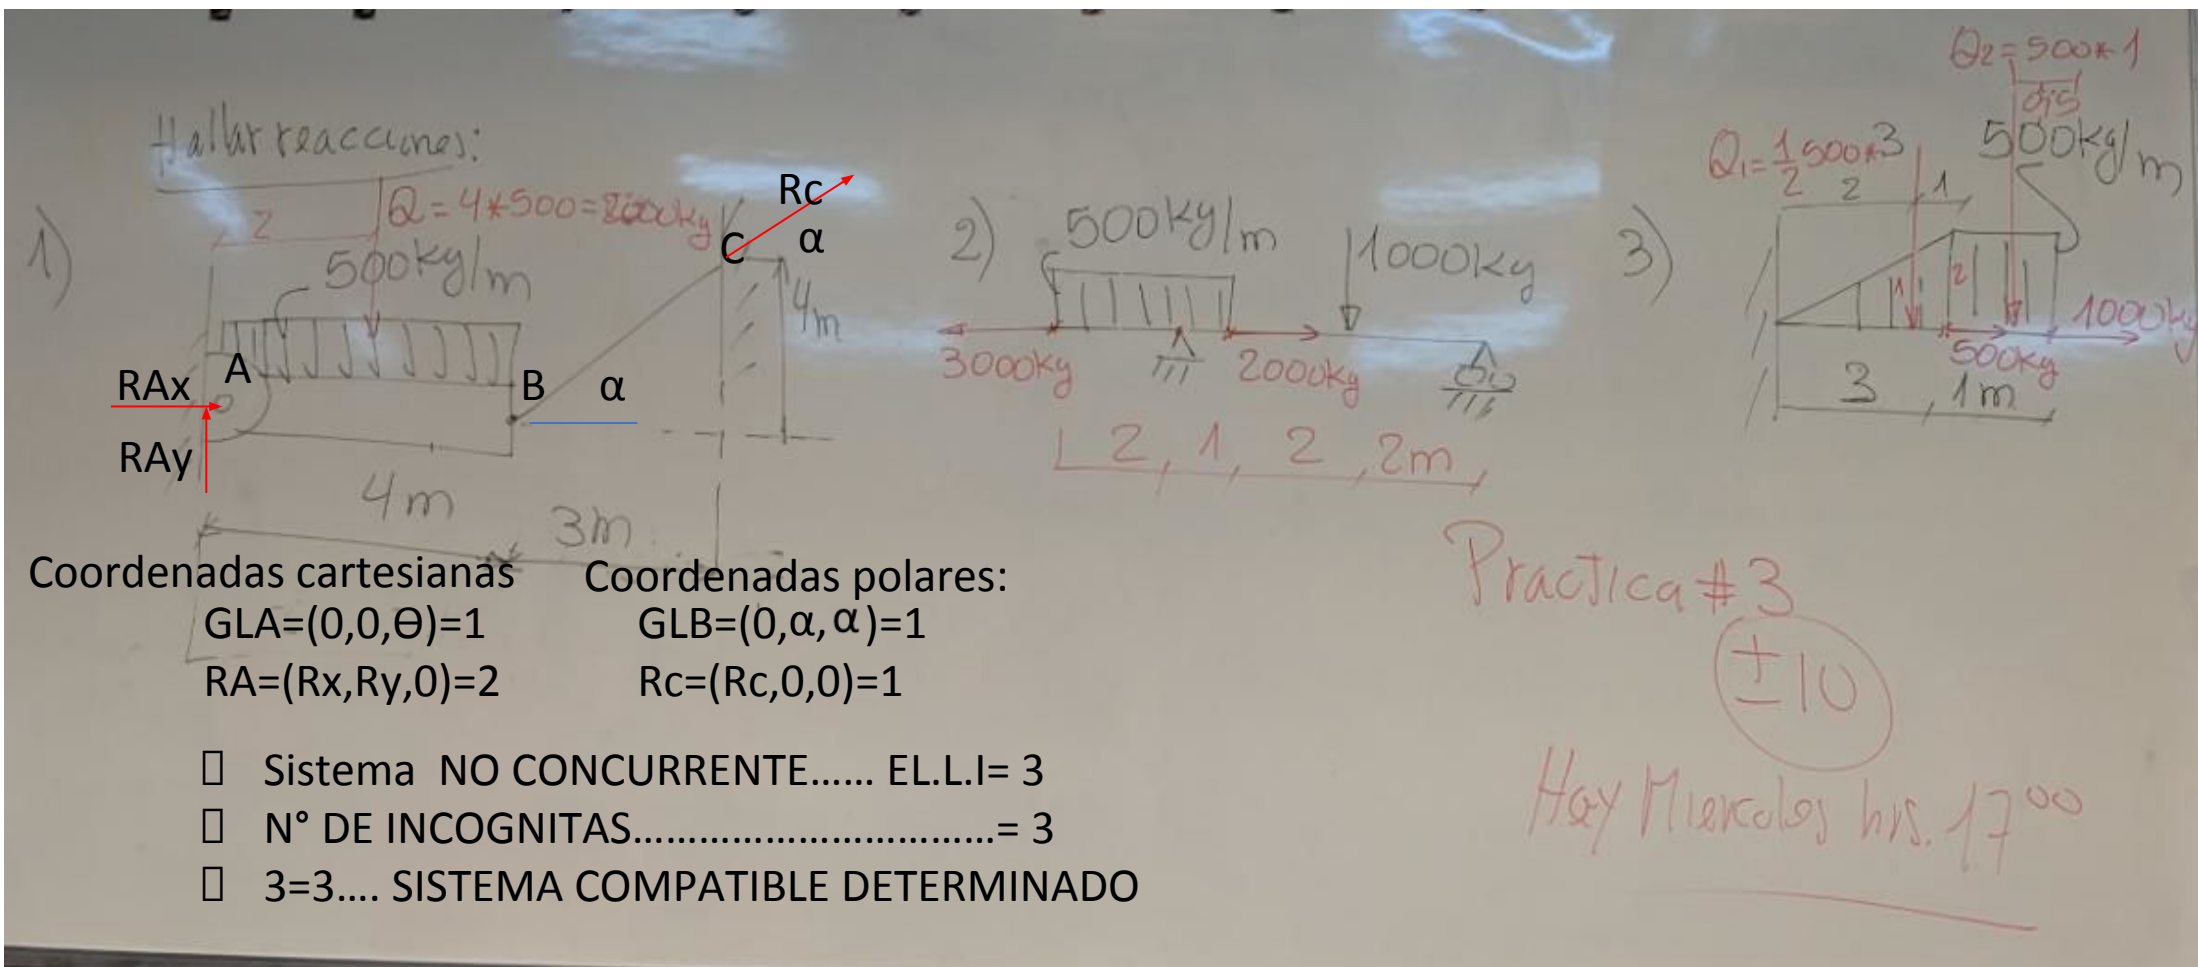 Hallar reacciones:
1)
2
Q = 4*500=2000kg
500kg/m
Rc
C
α
4m
A
B
α
RAx
RAy
4m
3m
2)
500kg/m
1000kg
3000kg
2000kg
2, 1, 2, 2m
3)
Q2=500*1
0,5
Q1=1/2 500*3
2
1
500kg/m
1
2
500kg
1000kg
3, 1m
Coordenadas cartesianas
GLA=(0,0,Ө)=1
RA=(Rx,Ry,0)=2
Coordenadas polares:
GLB=(0,α,α)=1
Rc=(Rc,0,0)=1
Sistema NO CONCURRENTE...... EL.L.I= 3
N° DE INCOGNITAS.................................= 3
3=3.... SISTEMA COMPATIBLE DETERMINADO
Practica #3
±10
Hay Miercoles hrs. 17⁰⁰